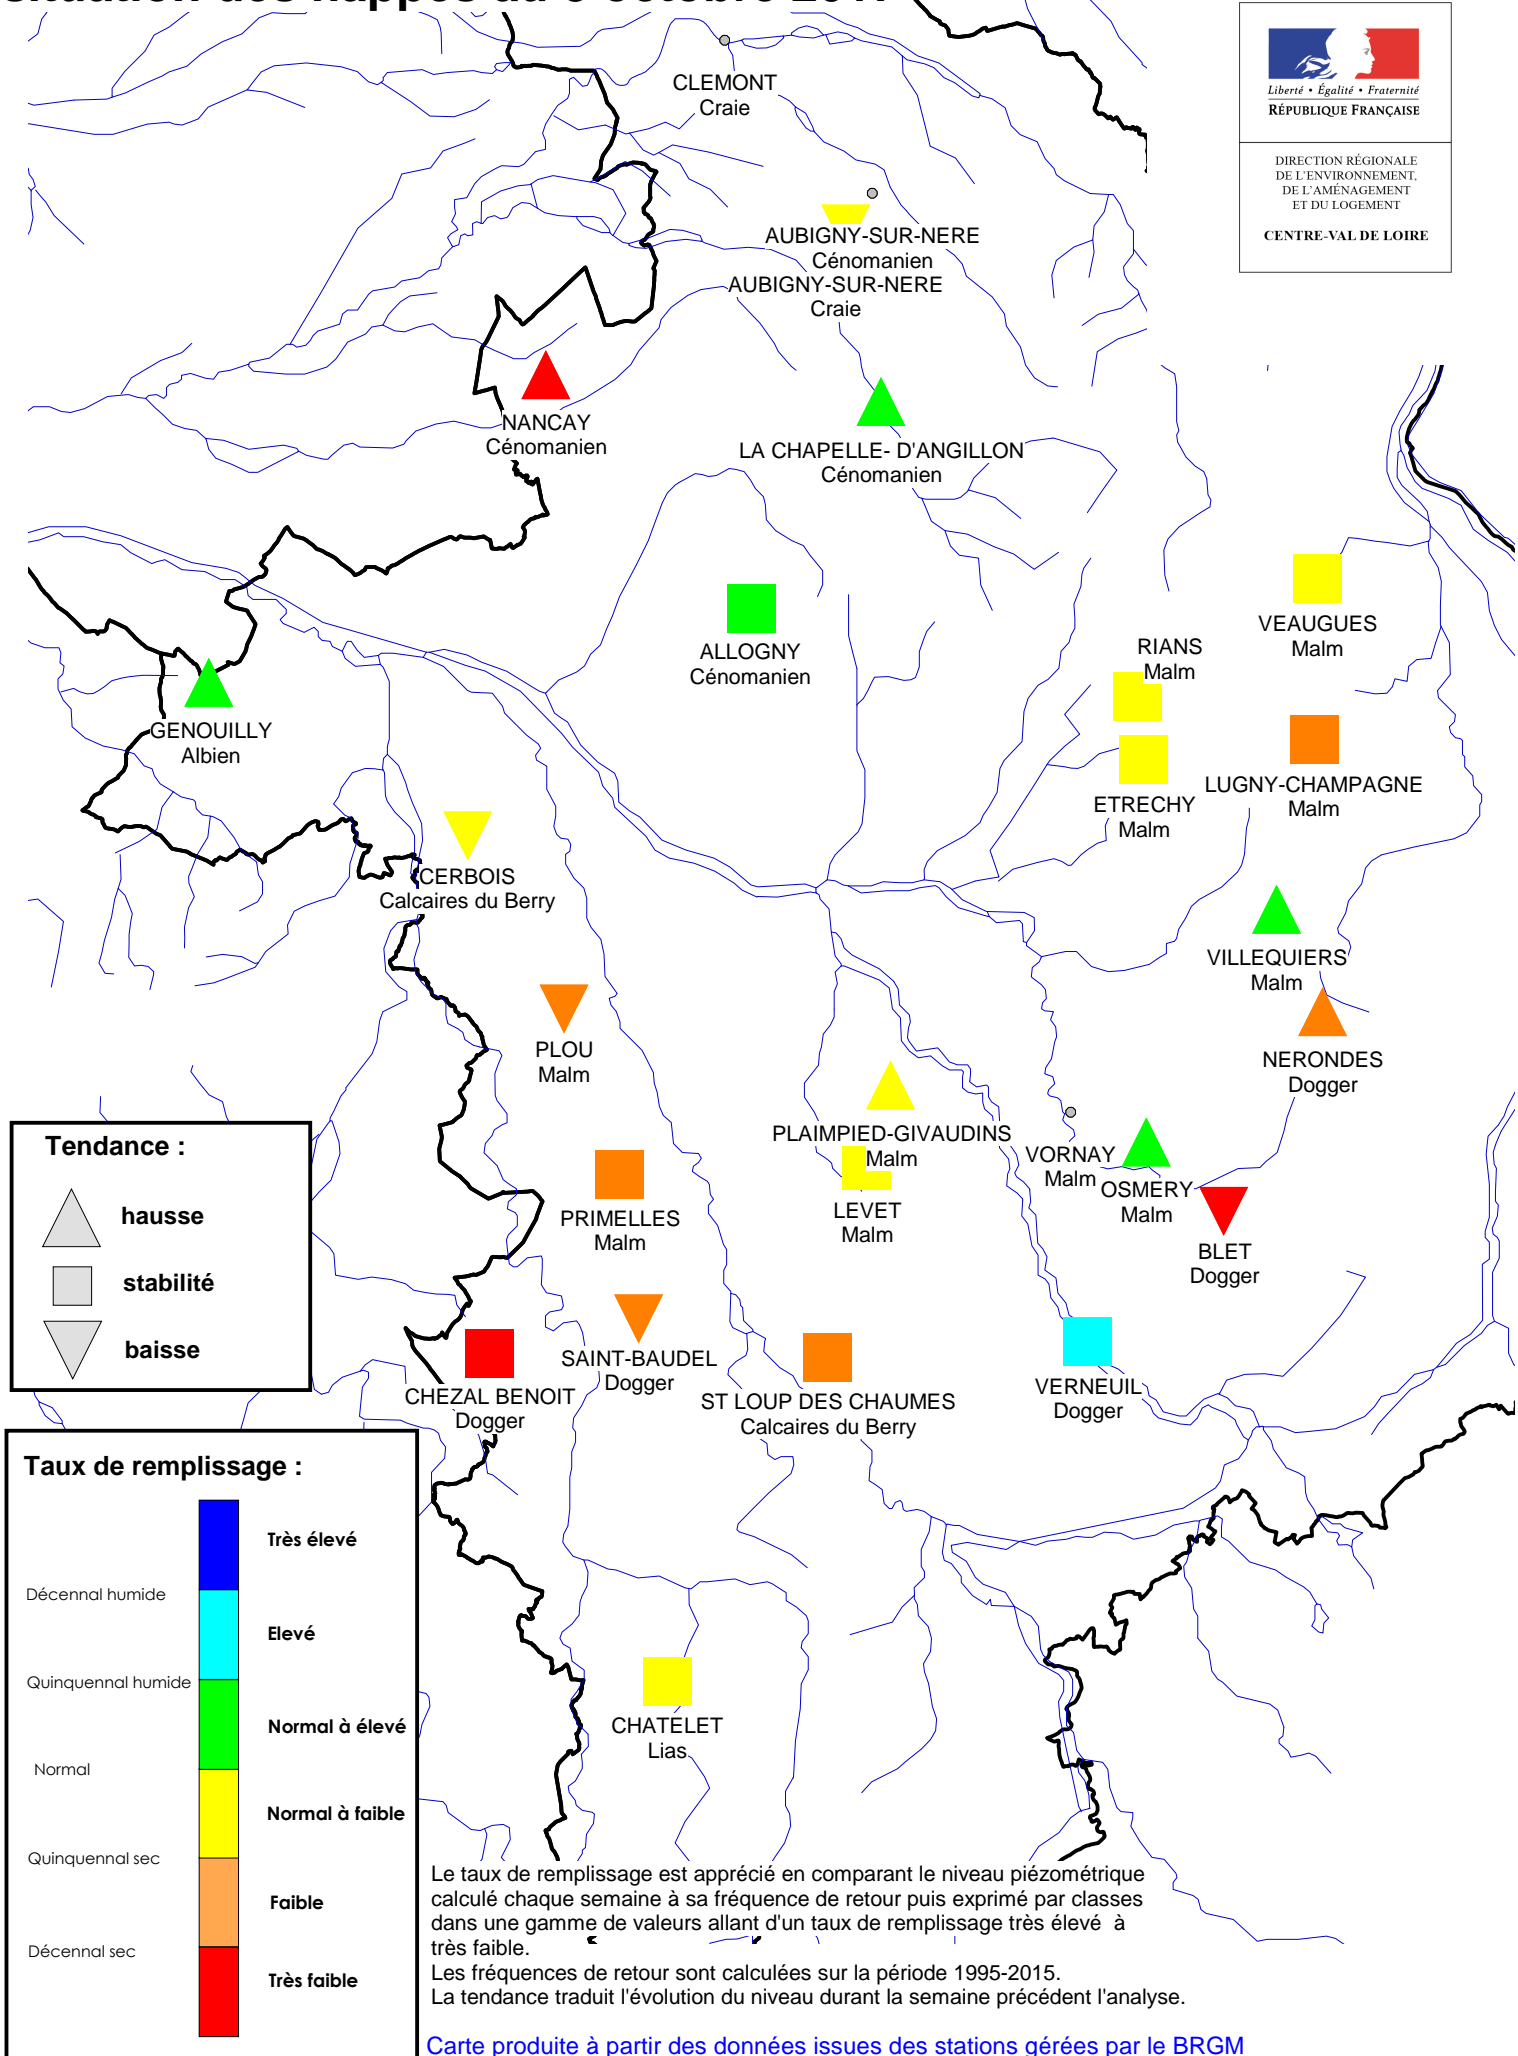 CLEMONT
Craie
Liberté • Égalité • Fraternité
RÉPUBLIQUE FRANÇAISE
DIRECTION RÉGIONALE
DE L'ENVIRONNEMENT,
DE L'AMÉNAGEMENT
ET DU LOGEMENT
CENTRE-VAL DE LOIRE
AUBIGNY-SUR-NERE
Cénomanien
AUBIGNY-SUR-NERE
Craie
NANCAY
Cénomanien
LA CHAPELLE- D'ANGILLON
Cénomanien
VEAUGUES
Malm
RIANS
Malm
ALLOGNY
Cénomanien
GENOUILLY
Albien
LUGNY-CHAMPAGNE
Malm
ETRECHY
Malm
CERBOIS
Calcaires du Berry
VILLEQUIERS
Malm
PLOU
Malm
NERONDES
Dogger
PLAIMPIED-GIVAUDINS
Malm
VORNAY
Malm
OSMERY
Malm
LEVET
Malm
PRIMELLES
Malm
BLET
Dogger
Tendance :
hausse
stabilité
baisse
SAINT-BAUDEL
Dogger
CHEZAL BENOIT
Dogger
ST LOUP DES CHAUMES
Calcaires du Berry
VERNEUIL
Dogger
Taux de remplissage :
Très élevé
Décennal humide
Elevé
Quinquennal humide
Normal à élevé
Normal
Normal à faible
Quinquennal sec
Faible
Décennal sec
Très faible
CHATELET
Lias
Le taux de remplissage est apprécié en comparant le niveau piézométrique
calculé chaque semaine à sa fréquence de retour puis exprimé par classes
dans une gamme de valeurs allant d'un taux de remplissage très élevé à
très faible.
Les fréquences de retour sont calculées sur la période 1995-2015.
La tendance traduit l'évolution du niveau durant la semaine précédent l'analyse.
Carte produite à partir des données issues des stations gérées par le BRGM